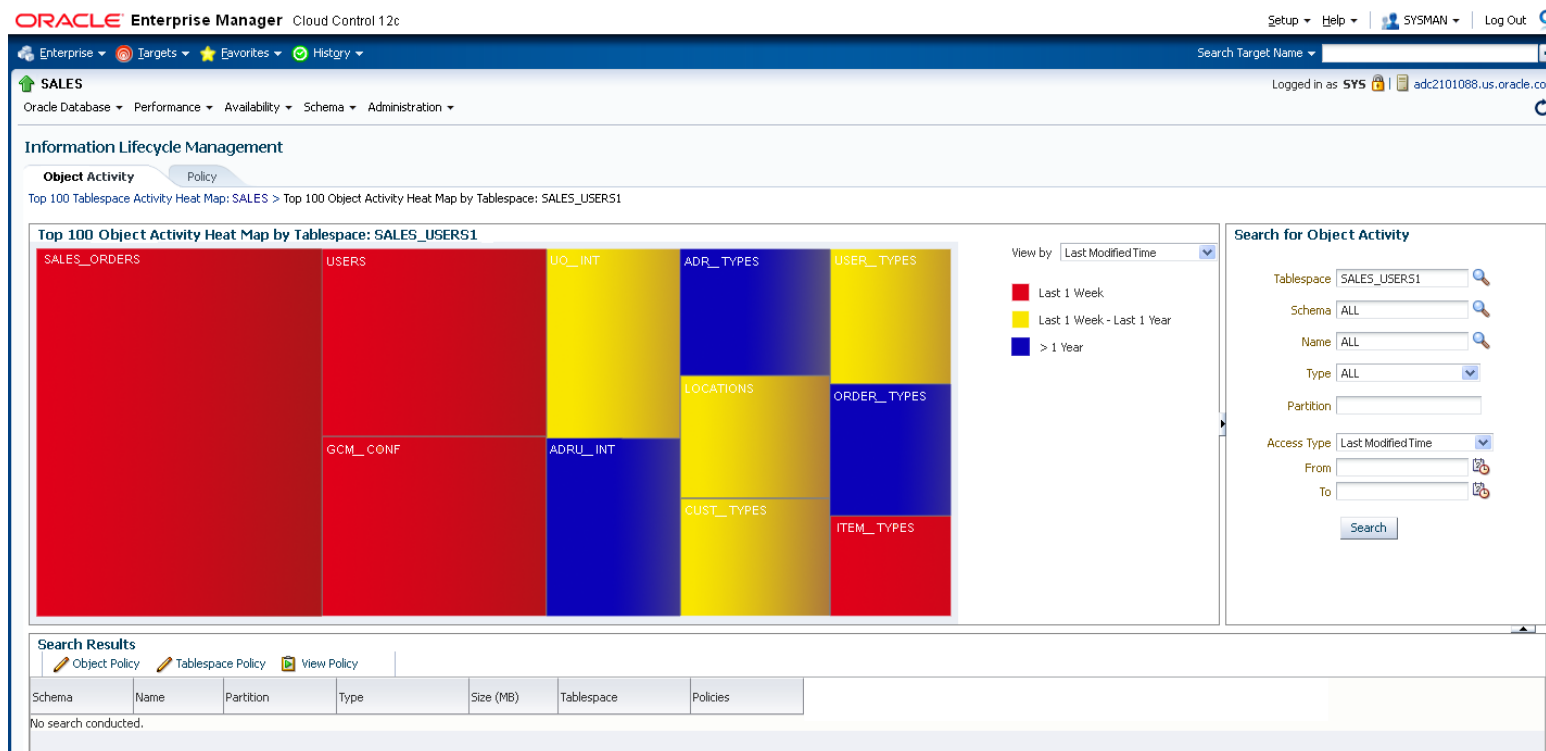 ORACLE Enterprise Manager Cloud Control 12c
Setup Help SYSMAN Log Out
Enterprise Targets Favorites History
Search Target Name
SALES
Logged in as SYS adc2101088.us.oracle.co
Oracle Database Performance Availability Schema Administration
Information Lifecycle Management
Object Activity Policy
Top 100 Tablespace Activity Heat Map: SALES > Top 100 Object Activity Heat Map by Tablespace: SALES_USERS1
Top 100 Object Activity Heat Map by Tablespace: SALES_USERS1
SALES_ORDERS
USERS
UO_INT
ADR_TYPES
USER_TYPES
LOCATIONS
ORDER_TYPES
GCM_CONF
ADRU_INT
CUST_TYPES
ITEM_TYPES
View by Last Modified Time
Last 1 Week
Last 1 Week - Last 1 Year
> 1 Year
Search for Object Activity
Tablespace SALES_USERS1
Schema ALL
Name ALL
Type ALL
Partition
Access Type Last Modified Time
From
To
Search
Search Results
Object Policy Tablespace Policy View Policy
Schema Name Partition Type Size (MB) Tablespace Policies
No search conducted.